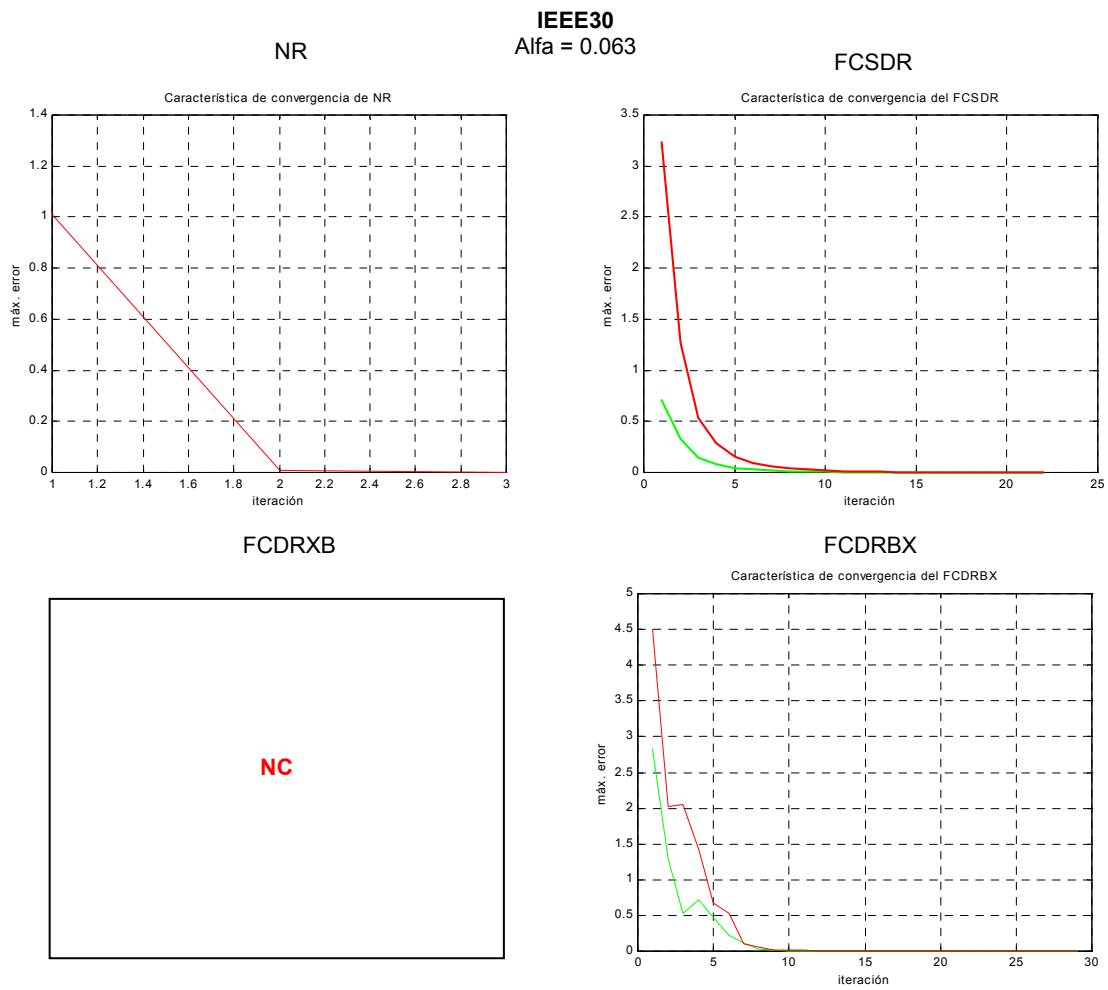 IEEE30
Alfa = 0.063
NR
FCSDR
Característica de convergencia de NR
1.4
1.2
1
0.8
0.6
0.4
0.2
0
máx. error
1 1.2 1.4 1.6 1.8 2 2.2 2.4 2.6 2.8 3
iteración
Característica de convergencia del FCSDR
3.5
3
2.5
2
1.5
1
0.5
0
máx. error
0 5 10 15 20 25
iteración
FCDRXB
NC
FCDRBX
Característica de convergencia del FCDRBX
5
4.5
4
3.5
3
2.5
2
1.5
1
0.5
0
máx. error
0 5 10 15 20 25 30
iteración